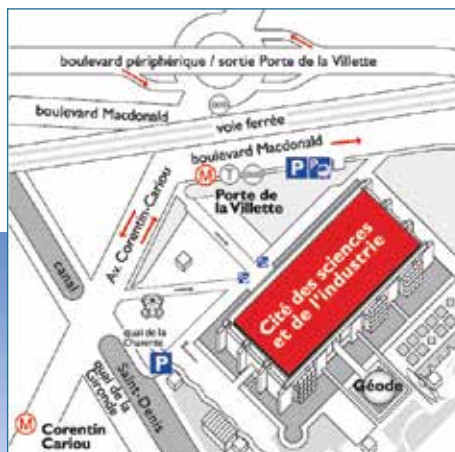 boulevard périphérique / sortie Porte de la Villette
boulevard Macdonald
voie ferrée
boulevard Macdonald
M
T
P
P
Porte de
la Villette
Av. Corentin-Cariou
canal
Cité des sciences
et de l'industrie
quai de la
Charente
P
Géode
Saint-Denis
quai de la
Gironde
M
Corentin
Cariou